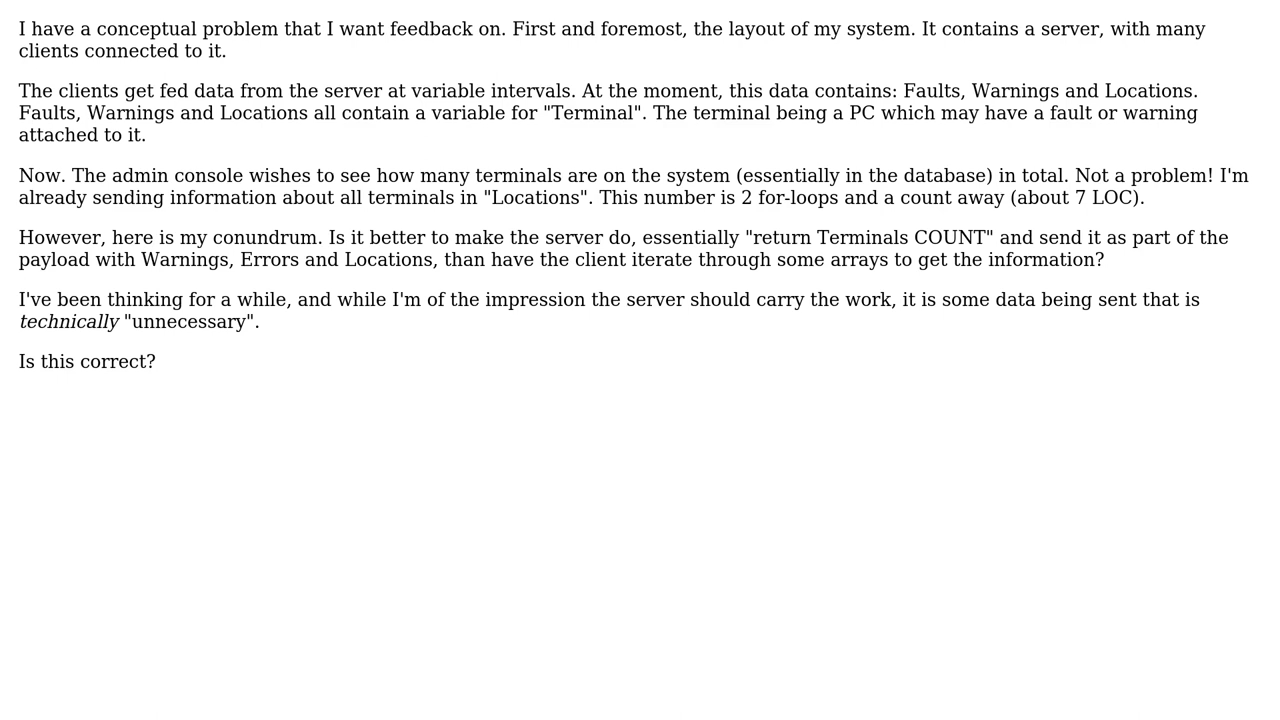 I have a conceptual problem that I want feedback on. First and foremost, the layout of my system. It contains a server, with many
clients connected to it.
The clients get fed data from the server at variable intervals. At the moment, this data contains: Faults, Warnings and Locations.
Faults, Warnings and Locations all contain a variable for "Terminal". The terminal being a PC which may have a fault or warning
attached to it.
Now. The admin console wishes to see how many terminals are on the system (essentially in the database) in total. Not a problem! I'm
already sending information about all terminals in "Locations". This number is 2 for-loops and a count away (about 7 LOC).
However, here is my conundrum. Is it better to make the server do, essentially "return Terminals COUNT" and send it as part of the
payload with Warnings, Errors and Locations, than have the client iterate through some arrays to get the information?
I've been thinking for a while, and while I'm of the impression the server should carry the work, it is some data being sent that is
technically "unnecessary".
Is this correct?